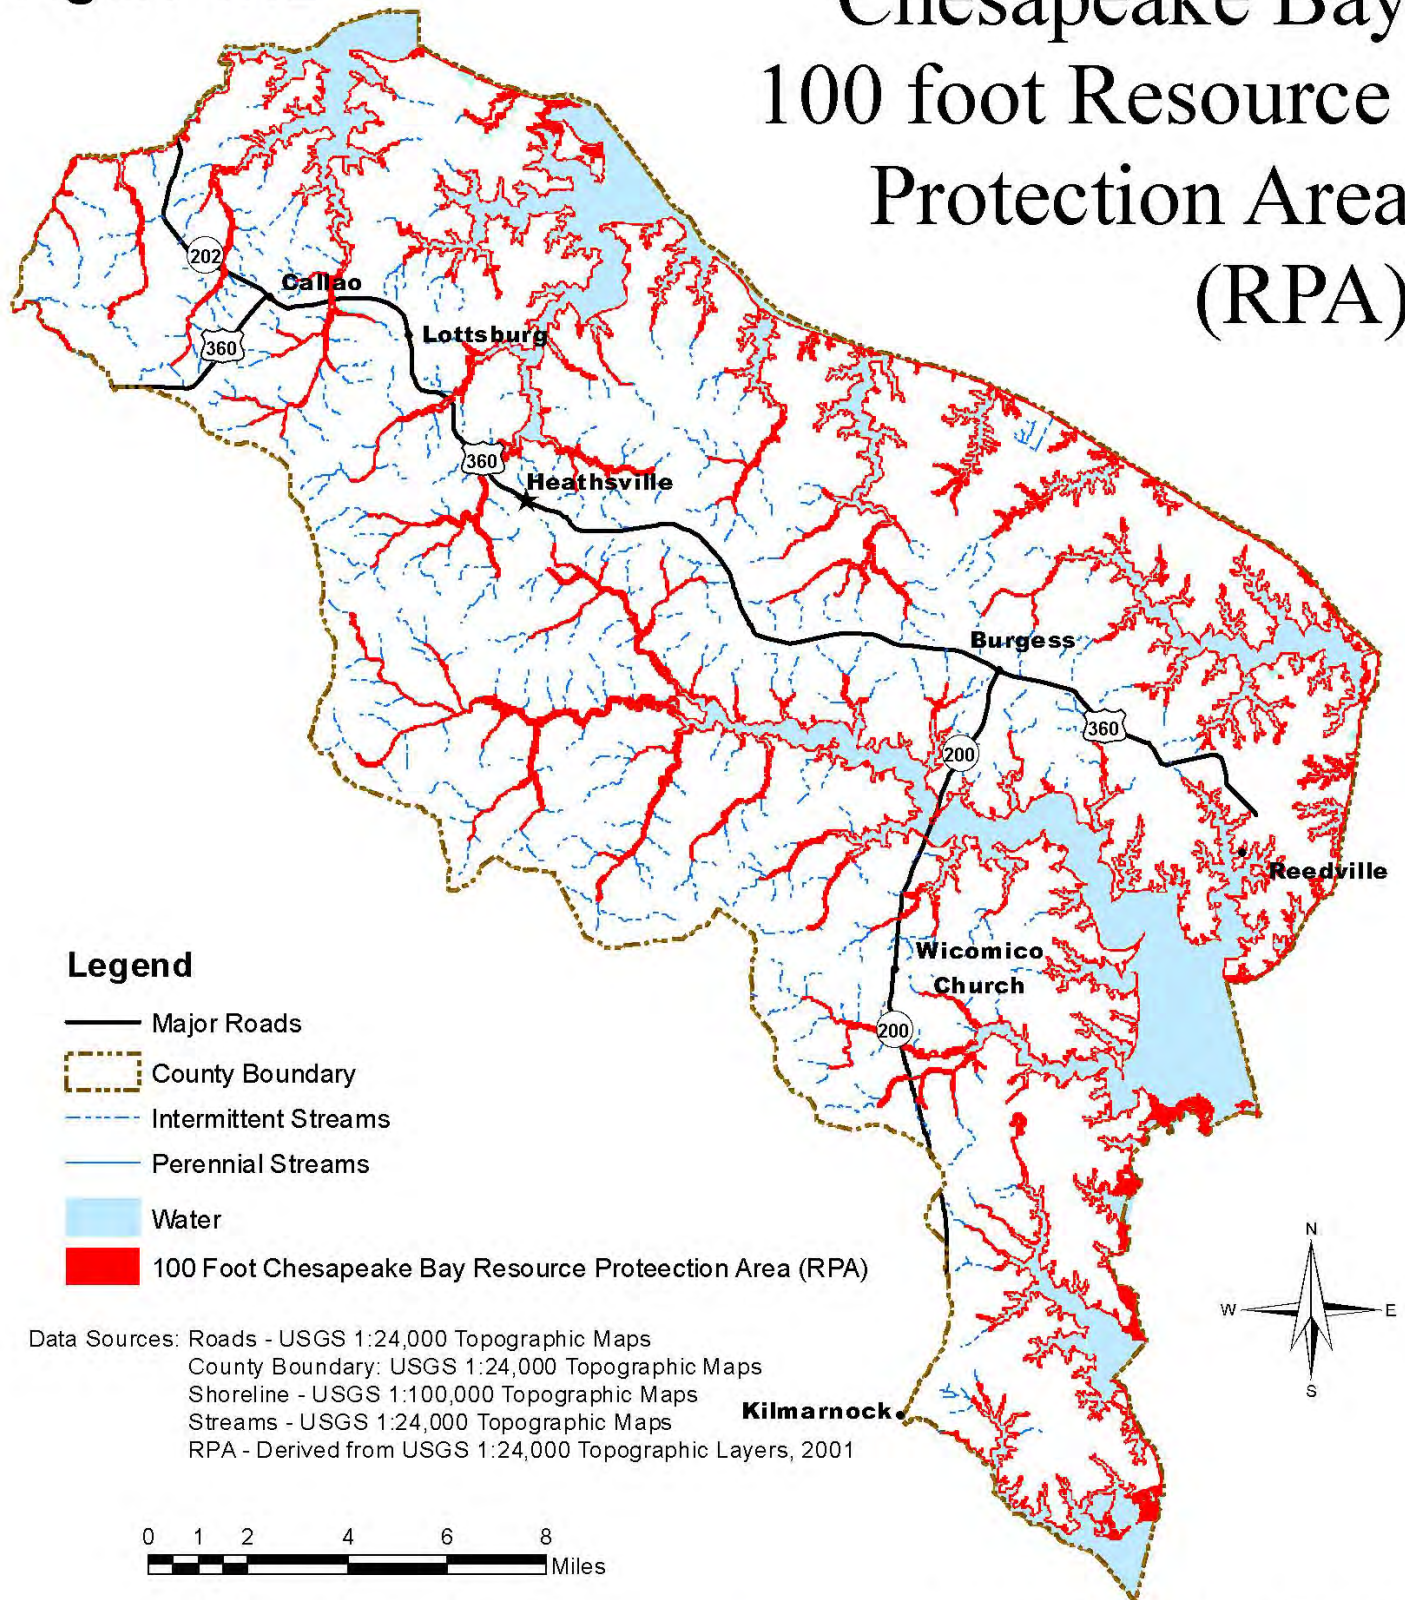 Chesapeake Bay
100 foot Resource
Protection Area
(RPA)
202
Callao
360
Lottsburg
360
Heathsville
Burgess
360
200
Reedville
Wicomico
Church
200
Kilmarnock
Legend
Major Roads
County Boundary
Intermittent Streams
Perennial Streams
Water
100 Foot Chesapeake Bay Resource Proteection Area (RPA)
Data Sources: Roads - USGS 1:24,000 Topographic Maps
County Boundary: USGS 1:24,000 Topographic Maps
Shoreline - USGS 1:100,000 Topographic Maps
Streams - USGS 1:24,000 Topographic Maps
RPA - Derived from USGS 1:24,000 Topographic Layers, 2001
N
W E
S
0 1 2 4 6 8
Miles